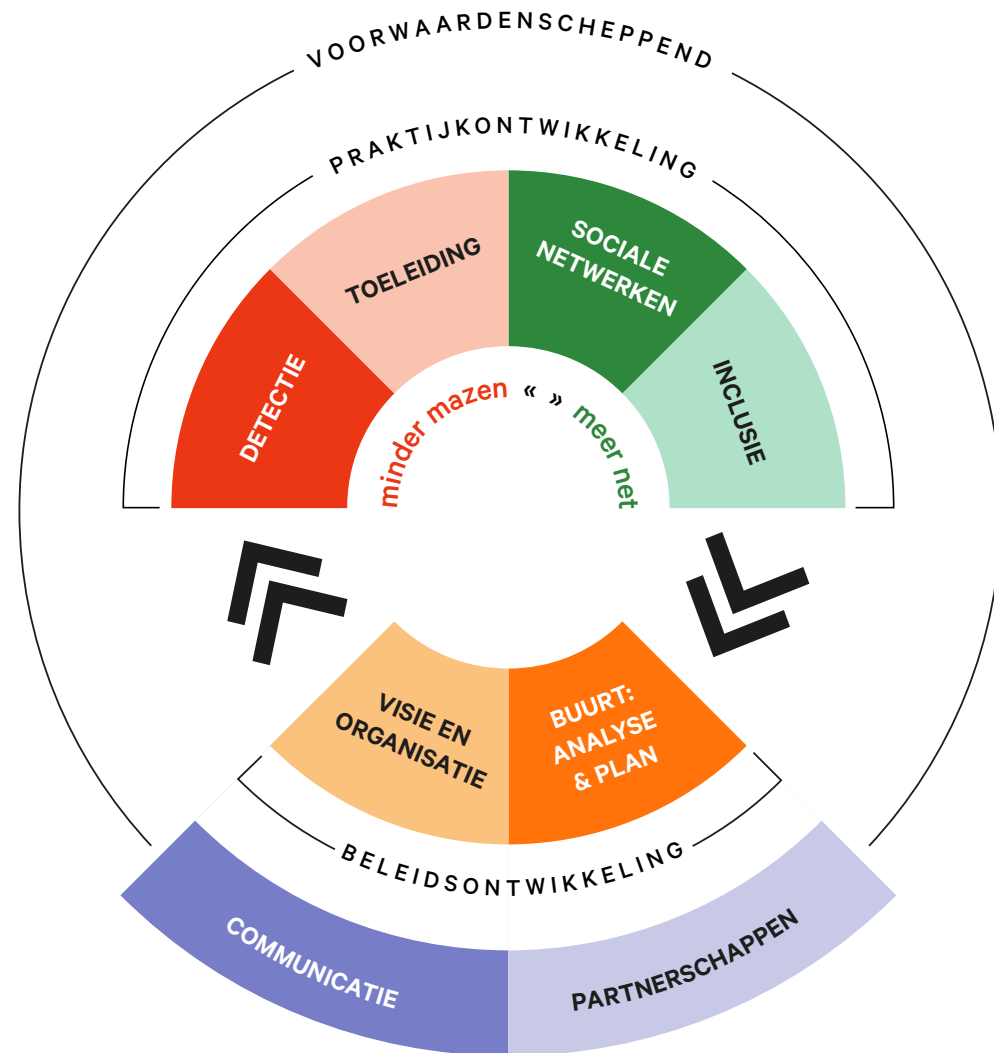 VOORWAARDENSCHEPPEND
PRAKTIJKONTWIKKELING
DETECTIE
TOELEIDING
SOCIALE
NETWERKEN
INCLUSIE
minder mazen « » meer net
VISIE EN
ORGANISATIE
BUURT:
ANALYSE
& PLAN
BELEIDSONTWIKKELING
COMMUNICATIE
PARTNERSCHAPPEN